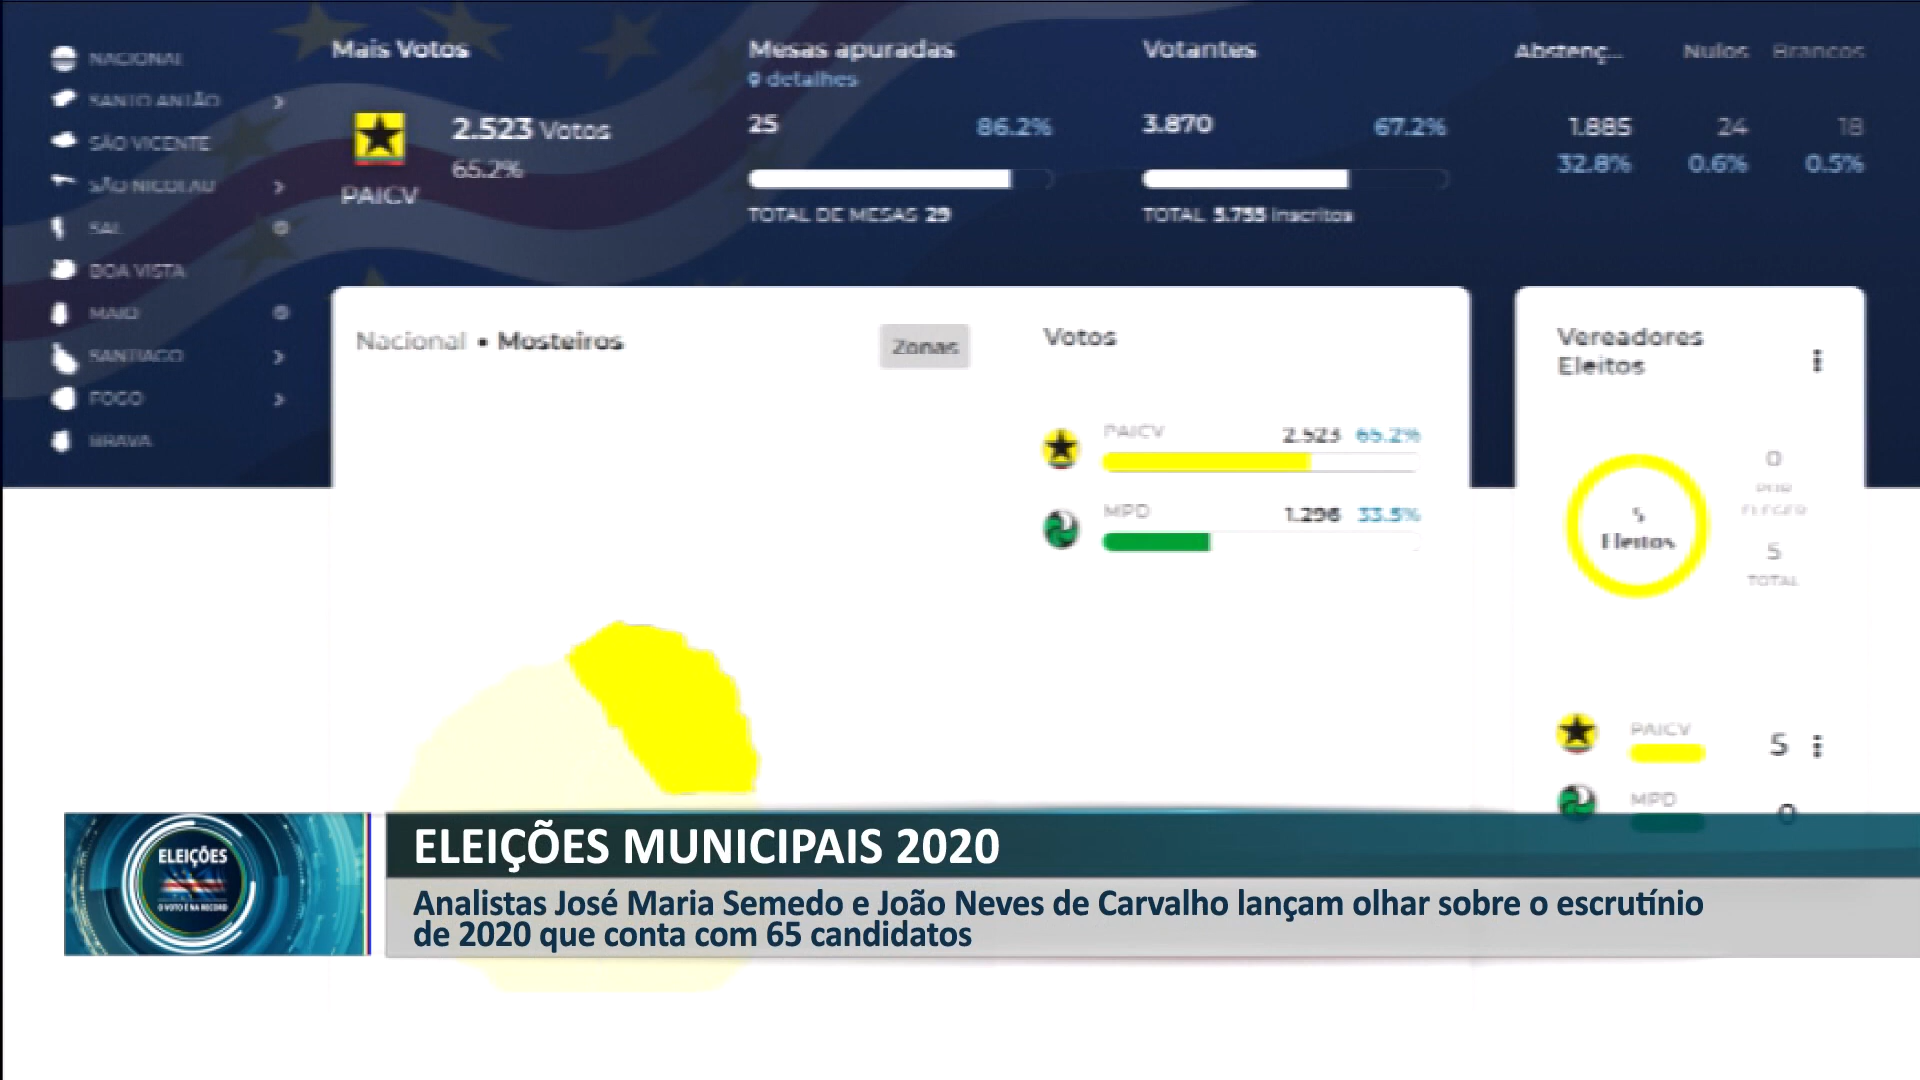 NACIONAL
SANTO ANTÃO
SÃO VICENTE
SÃO NICOLAU
SAL
BOA VISTA
MAIO
SANTIAGO
FOGO
BRAVA
Mais Votos
2.523 Votos
65.2%
PAICV
Mesas apuradas
detalhes
25 86.2%
TOTAL DE MESAS 29
Votantes
3.870 67.2%
TOTAL 5.755 inscritos
Abstenç... Nulos Brancos
1.885 24 18
32.8% 0.6% 0.5%
Nacional • Mosteiros
Zonas
Votos
PAICV 2.523 65.2%
MPD 1.296 33.5%
Vereadores
Eleitos
5
Eleitos
0
POR
ELEGER
5
TOTAL
PAICV 5
MPD 0
ELEIÇÕES
O VOTO É NA RECORD
ELEIÇÕES MUNICIPAIS 2020
Analistas José Maria Semedo e João Neves de Carvalho lançam olhar sobre o escrutínio
de 2020 que conta com 65 candidatos